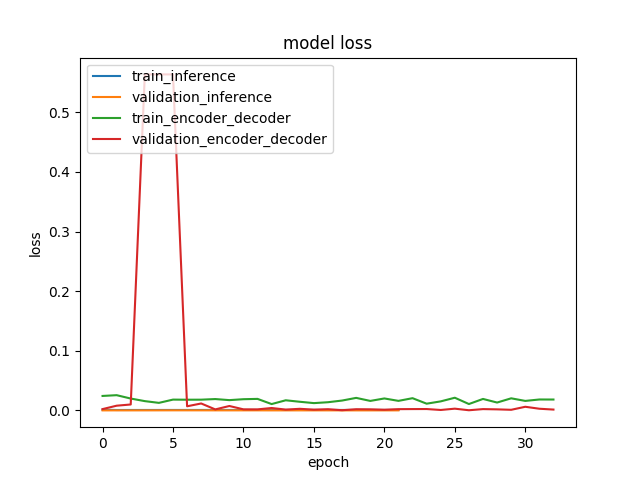 model loss
train_inference
validation_inference
train_encoder_decoder
validation_encoder_decoder
loss
0.5
0.4
0.3
0.2
0.1
0.0
0 5 10 15 20 25 30
epoch